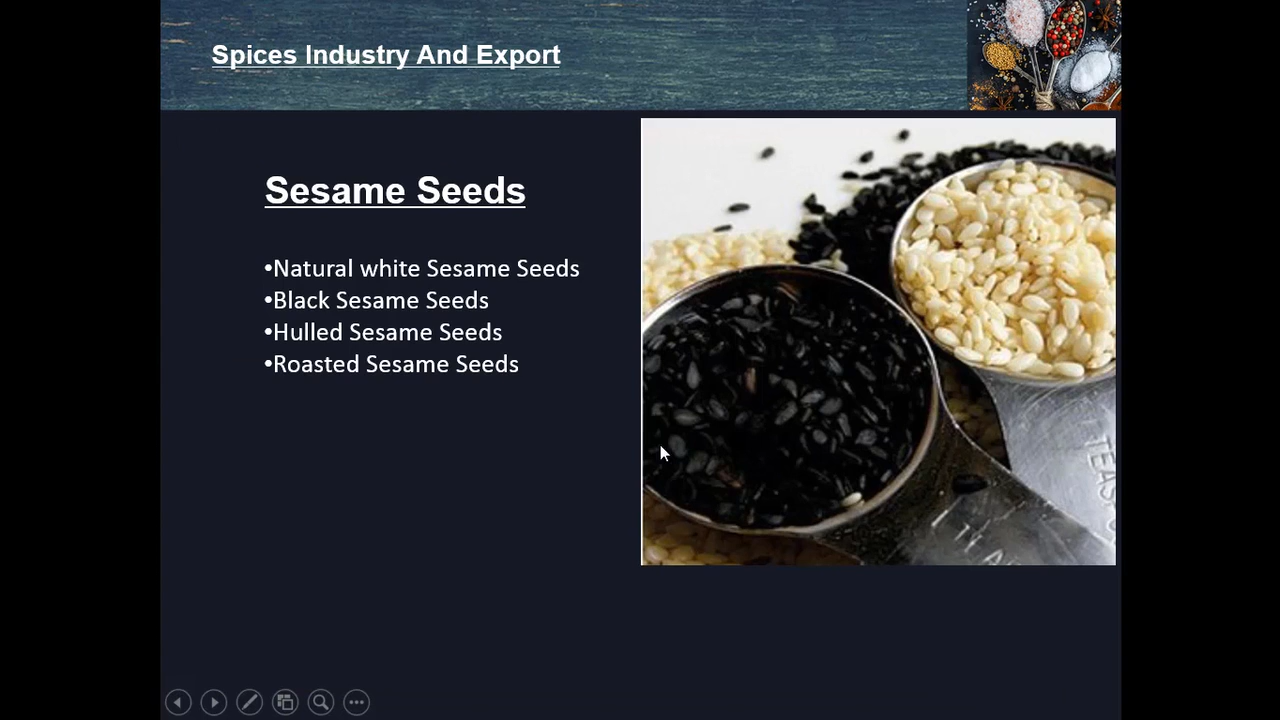 Spices Industry And Export
Sesame Seeds
•Natural white Sesame Seeds
•Black Sesame Seeds
•Hulled Sesame Seeds
•Roasted Sesame Seeds